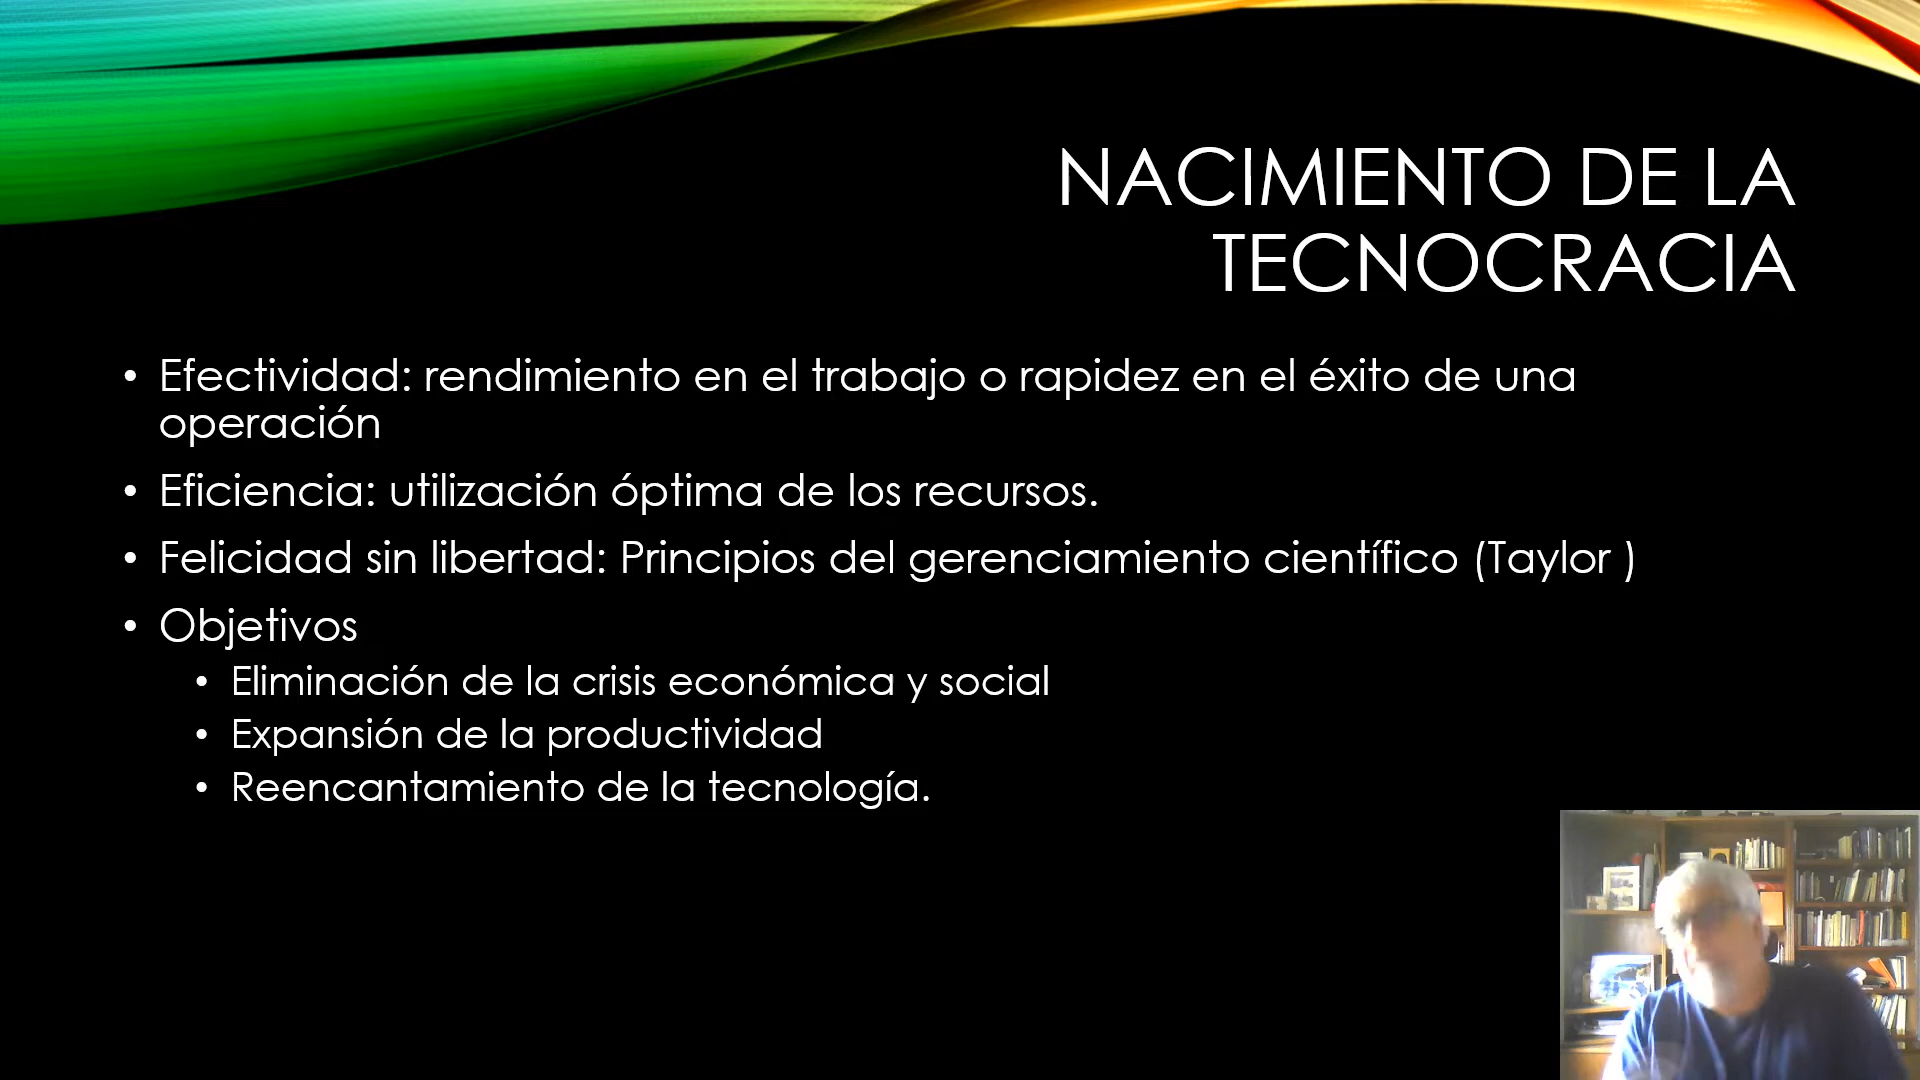 NACIMIENTO DE LA
TECNOCRACIA
• Efectividad: rendimiento en el trabajo o rapidez en el éxito de una
operación
• Eficiencia: utilización óptima de los recursos.
• Felicidad sin libertad: Principios del gerenciamiento científico (Taylor )
• Objetivos
• Eliminación de la crisis económica y social
• Expansión de la productividad
• Reencantamiento de la tecnología.